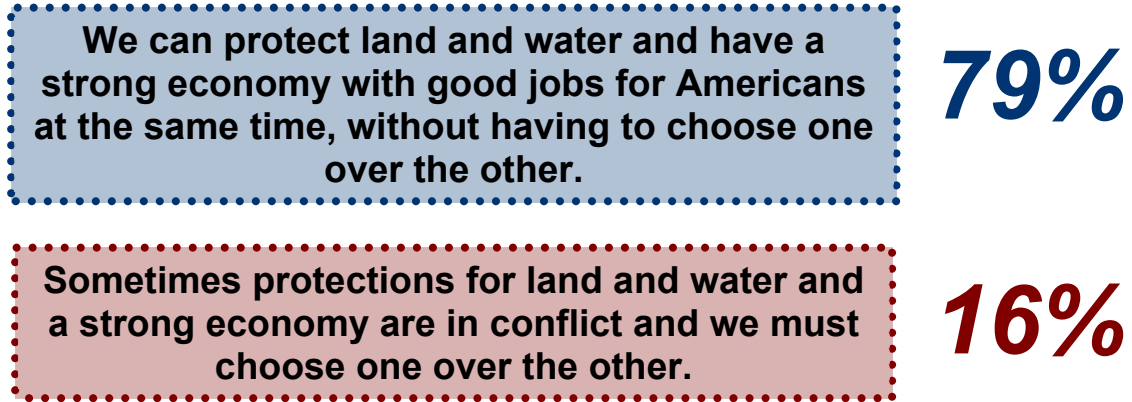 We can protect land and water and have a
strong economy with good jobs for Americans
at the same time, without having to choose one
over the other.
79%
Sometimes protections for land and water and
a strong economy are in conflict and we must
choose one over the other.
16%